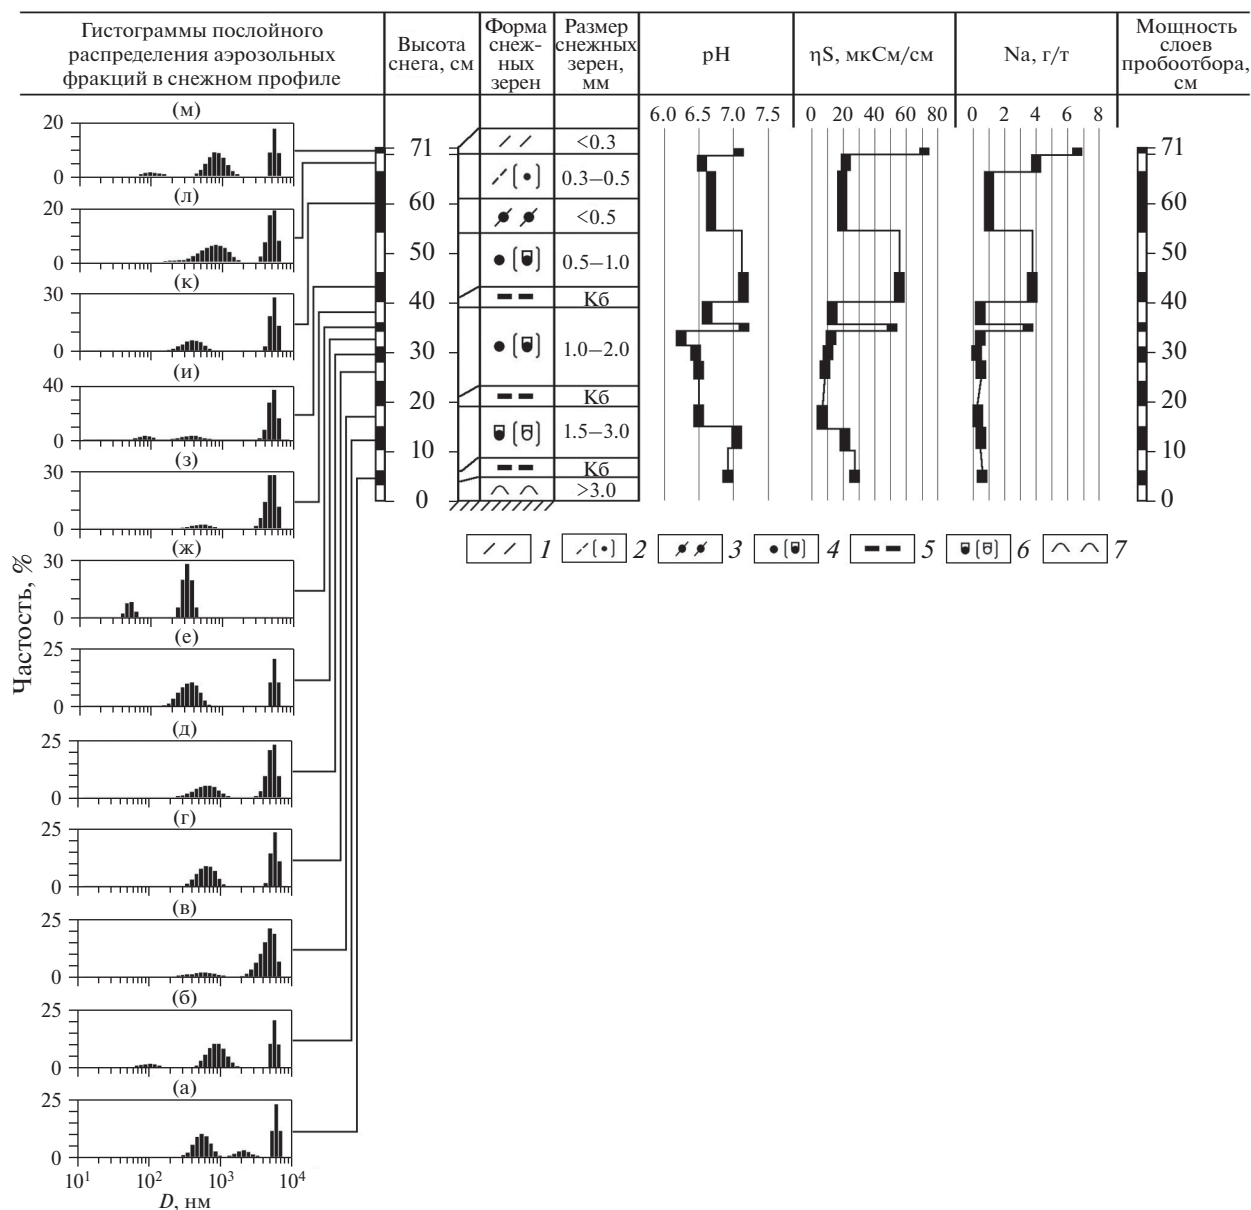 Гистограммы послойного
распределения аэрозольных
фракций в снежном профиле
Высота
снега, см
Форма
снеж-
ных
зерен
Размер
снежных
зерен,
мм
pH
ηS, мкСм/см
Na, г/т
Мощность
слоев
пробоотбора,
см
6.0 6.5 7.0 7.5
0 20 40 60 80
0 2 4 6 8
Частость, %
(м)
20
10
0
(л)
20
0
(к)
30
0
(и)
40
0
(з)
30
0
(ж)
30
0
(е)
25
0
(д)
25
0
(г)
25
0
(в)
25
0
(б)
25
0
(а)
25
0
10¹ 10² 10³ 10⁴
D, нм
71
60
50
40
30
20
10
0
<0.3
0.3–0.5
<0.5
0.5–1.0
Кб
1.0–2.0
Кб
1.5–3.0
Кб
>3.0
71
60
50
40
30
20
10
0
1 2 3 4 5 6 7